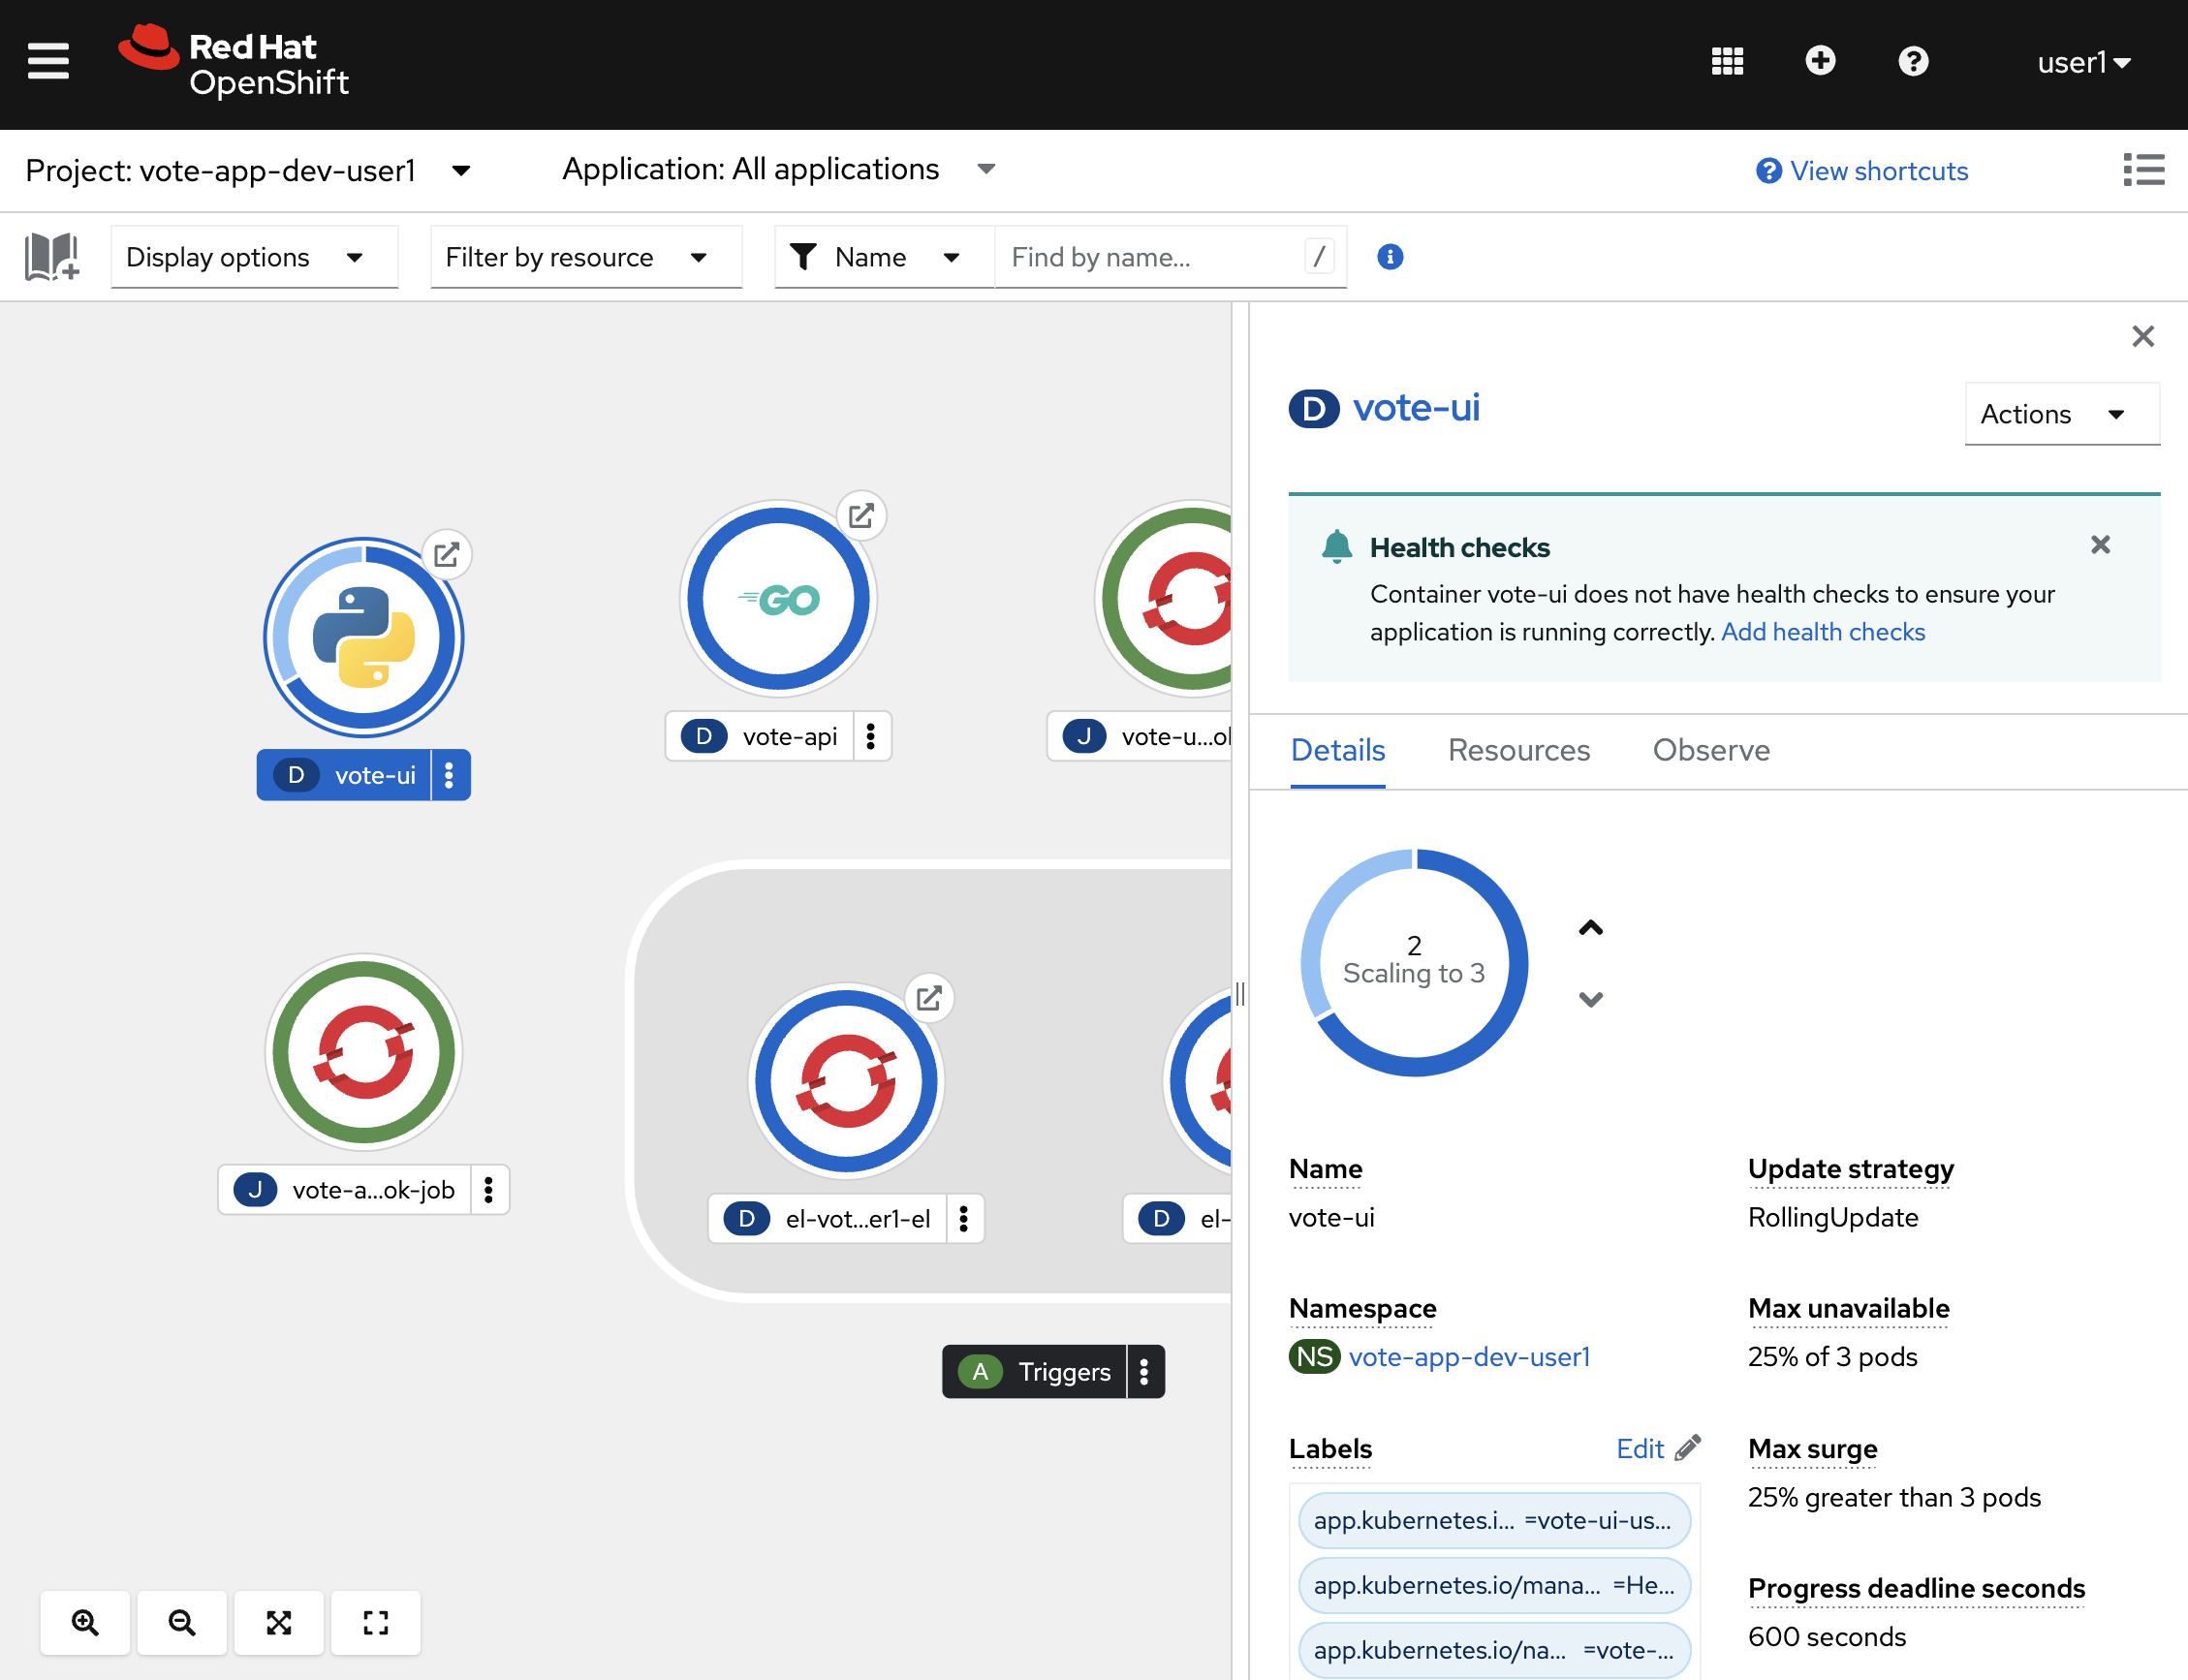 Red Hat
OpenShift
user1
Project: vote-app-dev-user1
Application: All applications
View shortcuts
Display options
Filter by resource
Name
Find by name...
/
D vote-ui
Actions
Health checks
Container vote-ui does not have health checks to ensure your
application is running correctly. Add health checks
GO
D vote-api
J vote-u...ol
D vote-ui
Details
Resources
Observe
2
Scaling to 3
J vote-a...ok-job
D el-vot...er1-el
D el-
A Triggers
Name
vote-ui
Update strategy
RollingUpdate
Namespace
NS vote-app-dev-user1
Max unavailable
25% of 3 pods
Labels
Edit
Max surge
25% greater than 3 pods
app.kubernetes.i... =vote-ui-us...
app.kubernetes.io/mana... =He...
app.kubernetes.io/na... =vote-...
Progress deadline seconds
600 seconds